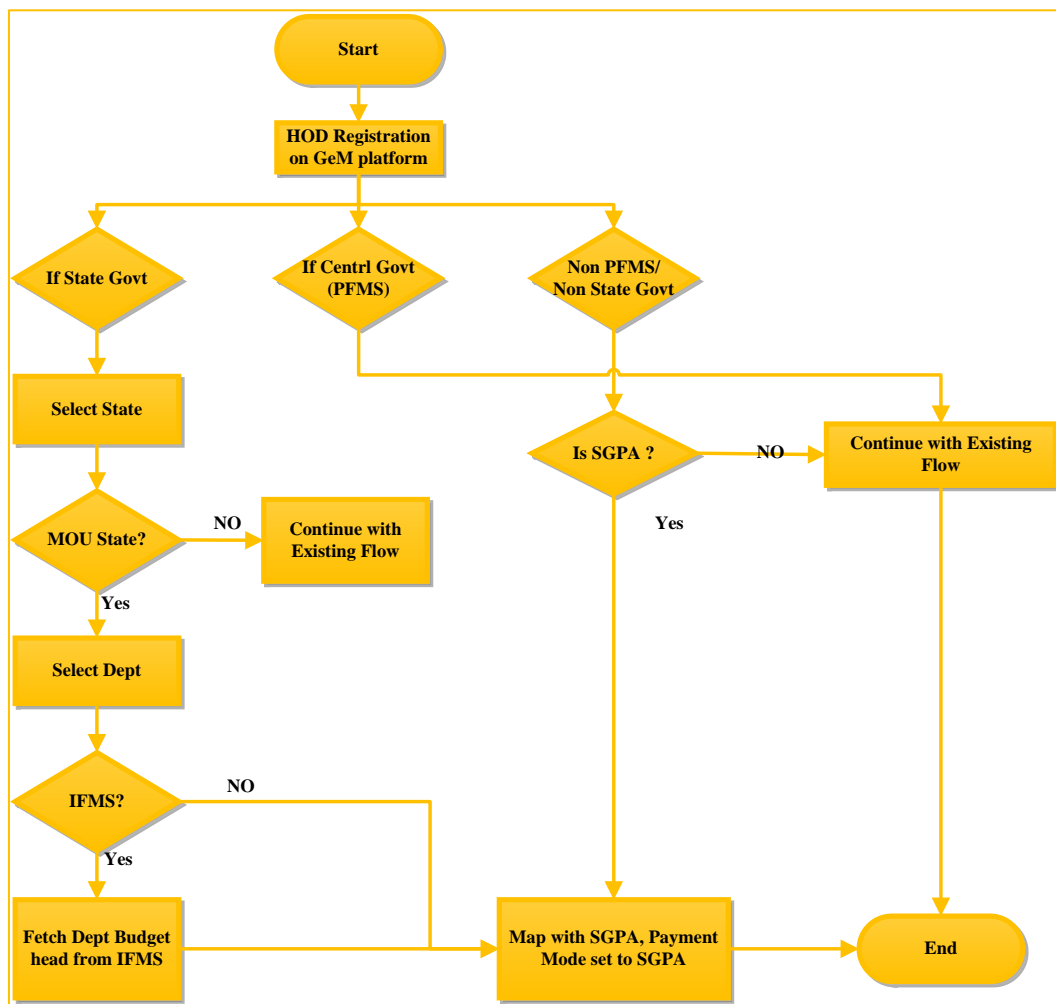 Start
HOD Registration
on GeM platform
If State Govt
If Centrl Govt
(PFMS)
Non PFMS/
Non State Govt
Select State
Is SGPA ?
NO
Continue with Existing
Flow
MOU State?
NO
Continue with
Existing Flow
Yes
Yes
Select Dept
IFMS?
NO
Yes
Fetch Dept Budget
head from IFMS
Map with SGPA, Payment
Mode set to SGPA
End